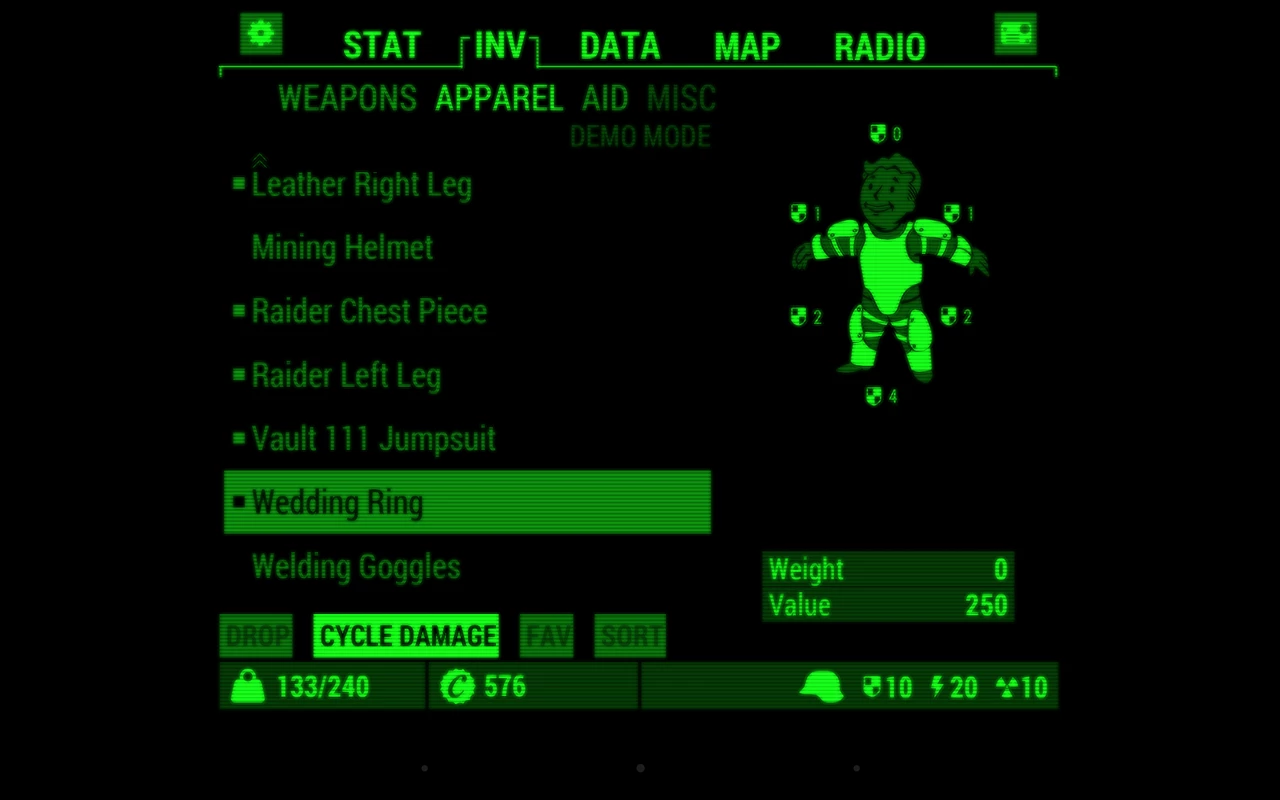 STAT INV DATA MAP RADIO
WEAPONS APPAREL AID MISC
DEMO MODE
0
Leather Right Leg
1 1
Mining Helmet
Raider Chest Piece
2 2
Raider Left Leg
4
Vault 111 Jumpsuit
Wedding Ring
Welding Goggles
Weight 0
Value 250
DROP CYCLE DAMAGE FAV SORT
133/240 576 10 20 10